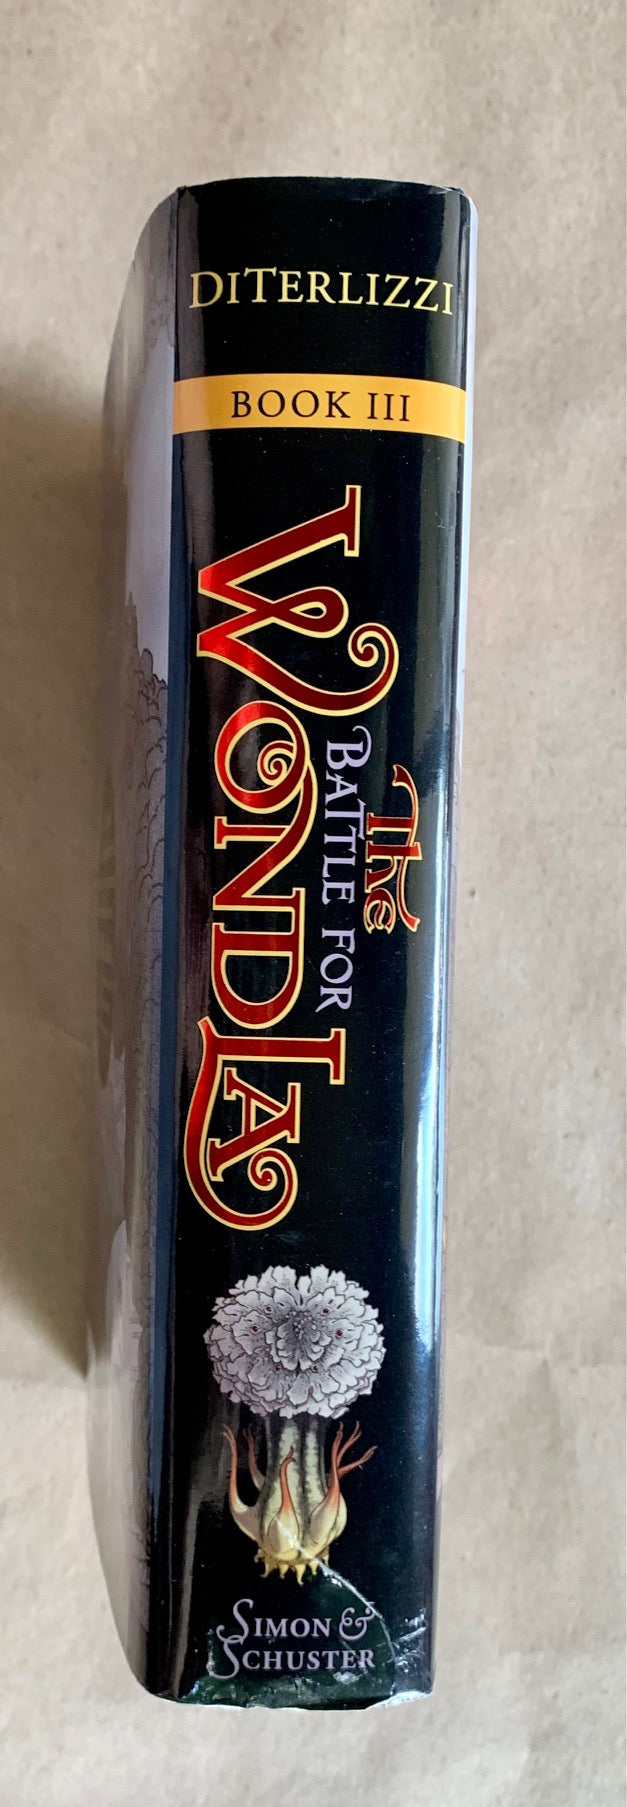 DITERLIZZI
BOOK III
The
BATTLE FOR
WONDLA
SIMON &
SCHUSTER